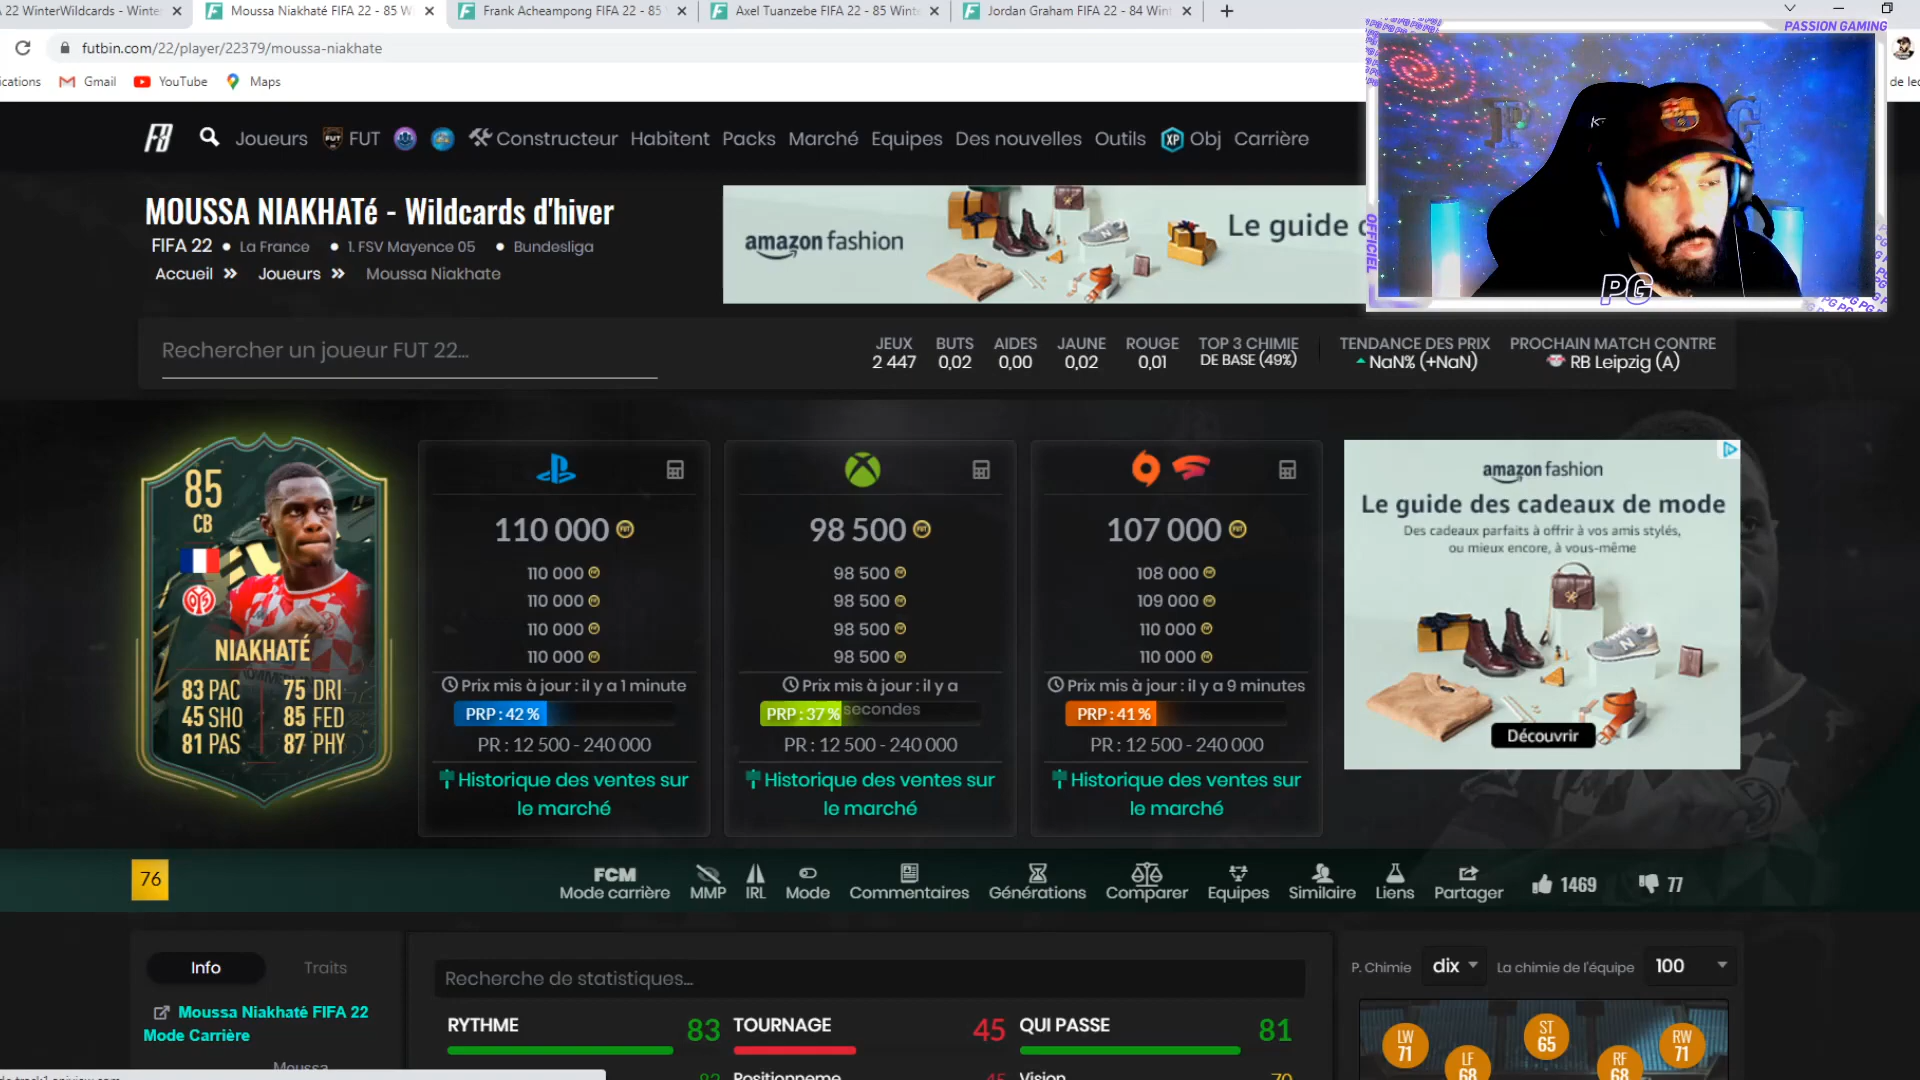 22 WinterWildcards - Winte
Moussa Niakhaté FIFA 22 - 85 W
Frank Acheampong FIFA 22 - 85
Axel Tuanzebe FIFA 22 - 85 Winte
Jordan Graham FIFA 22 - 84 Wint
futbin.com/22/player/22379/moussa-niakhate
ications
Gmail
YouTube
Maps
de lec
PASSION GAMING
OFFICIEL
PG
Joueurs
FUT
Constructeur
Habitent
Packs
Marché
Equipes
Des nouvelles
Outils
XP
Obj
Carrière
MOUSSA NIAKHATé - Wildcards d'hiver
FIFA 22 ● La France ● 1. FSV Mayence 05 ● Bundesliga
Accueil » Joueurs » Moussa Niakhate
amazon fashion
Le guide
Rechercher un joueur FUT 22...
JEUX
2 447
BUTS
0,02
AIDES
0,00
JAUNE
0,02
ROUGE
0,01
TOP 3 CHIMIE
DE BASE (49%)
TENDANCE DES PRIX
NaN% (+NaN)
PROCHAIN MATCH CONTRE
RB Leipzig (A)
85
CB
NIAKHATÉ
83 PAC
45 SHO
81 PAS
75 DRI
85 FED
87 PHY
110 000
110 000
110 000
110 000
110 000
Prix mis à jour : il y a 1 minute
PRP : 42 %
PR : 12 500 - 240 000
Historique des ventes sur
le marché
98 500
98 500
98 500
98 500
98 500
Prix mis à jour : il y a
secondes
PRP : 37 %
PR : 12 500 - 240 000
Historique des ventes sur
le marché
107 000
108 000
109 000
110 000
110 000
Prix mis à jour : il y a 9 minutes
PRP : 41 %
PR : 12 500 - 240 000
Historique des ventes sur
le marché
amazon fashion
Le guide des cadeaux de mode
Des cadeaux parfaits à offrir à vos amis stylés,
ou mieux encore, à vous-même
Découvrir
76
FCM
Mode carrière
MMP
IRL
Mode
Commentaires
Générations
Comparer
Equipes
Similaire
Liens
Partager
1469
77
Info
Traits
Moussa Niakhaté FIFA 22
Mode Carrière
Moussa
Recherche de statistiques...
RYTHME 83
TOURNAGE 45
QUI PASSE 81
Positionneme
Vision
P. Chimie
dix
La chimie de l'équipe
100
LW
71
LF
68
ST
65
RF
68
RW
71